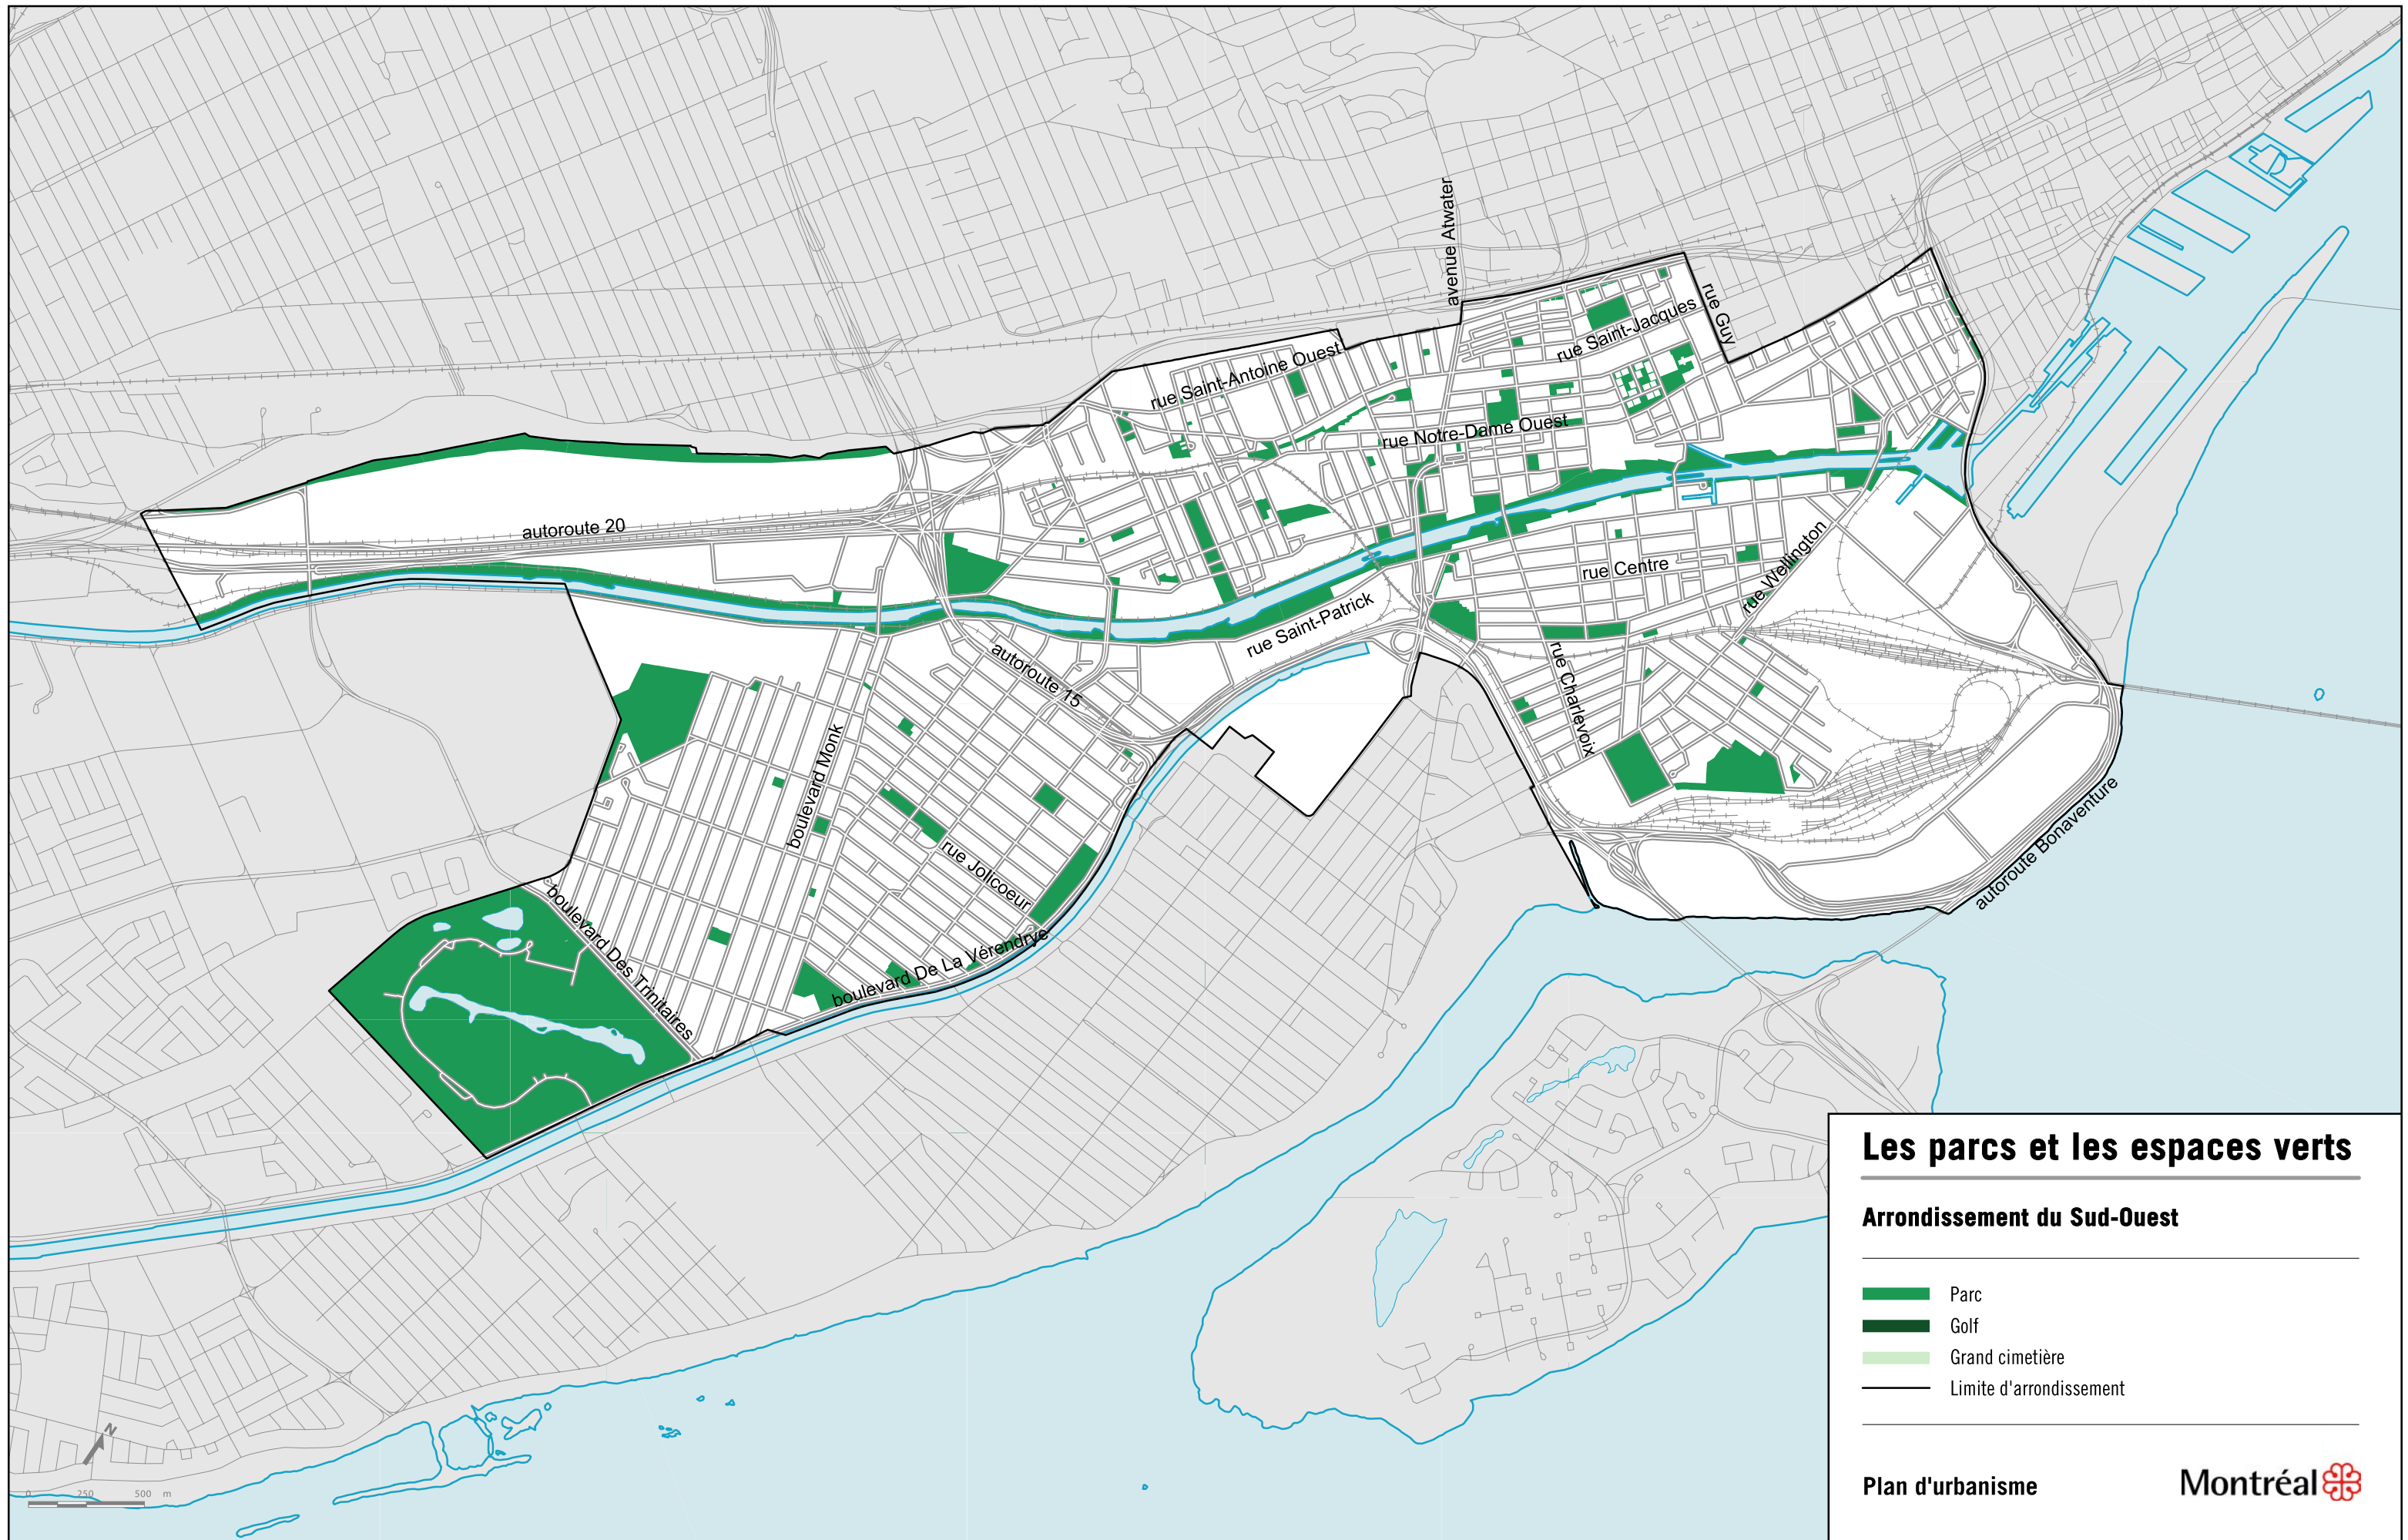 avenue Atwater
rue Guy
rue Saint-Jacques
rue Saint-Antoine Ouest
rue Notre-Dame Ouest
autoroute 20
rue Centre
rue Wellington
rue Saint-Patrick
autoroute 15
rue Charlevoix
boulevard Monk
autoroute Bonaventure
rue Jolicoeur
boulevard Des Trinitaires
boulevard De La Vérendrye
Les parcs et les espaces verts
Arrondissement du Sud-Ouest
Parc
Golf
Grand cimetière
Limite d'arrondissement
Plan d'urbanisme
Montréal
N
0 250 500 m